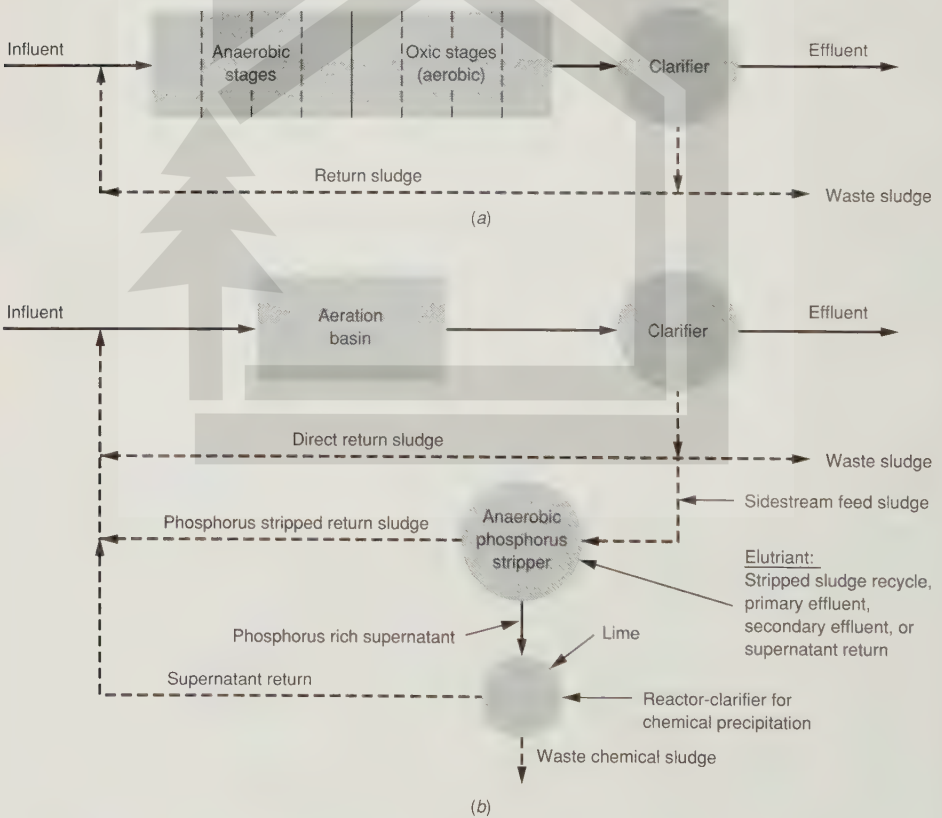 Influent
Anaerobic
stages
Oxic stages
(aerobic)
Clarifier
Effluent
Return sludge
Waste sludge
(a)
Influent
Aeration
basin
Clarifier
Effluent
Direct return sludge
Waste sludge
Sidestream feed sludge
Phosphorus stripped return sludge
Anaerobic
phosphorus
stripper
Elutriant:
Stripped sludge recycle,
primary effluent,
secondary effluent, or
supernatant return
Phosphorus rich supernatant
Lime
Supernatant return
Reactor-clarifier for
chemical precipitation
Waste chemical sludge
(b)